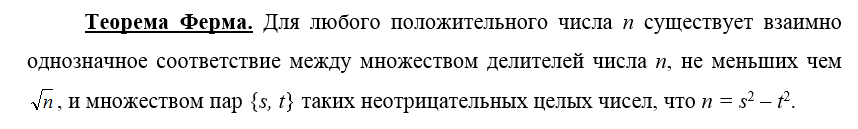 Теорема Ферма. Для любого положительного числа n существует взаимно
однозначное соответствие между множеством делителей числа n, не меньших чем
√n, и множеством пар {s, t} таких неотрицательных целых чисел, что n = s² – t².